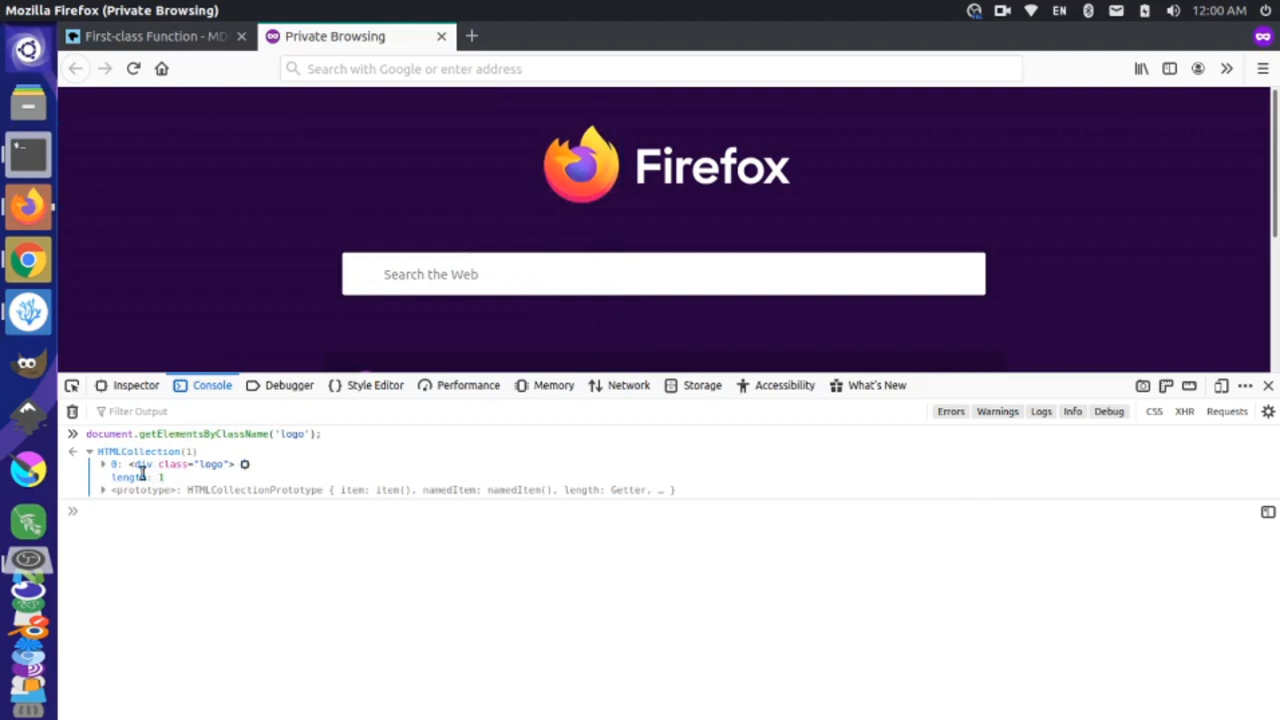 Mozilla Firefox (Private Browsing)
EN
12:00 AM
First-class Function - MD
Private Browsing
Search with Google or enter address
Firefox
Search the Web
Inspector
Console
Debugger
Style Editor
Performance
Memory
Network
Storage
Accessibility
What's New
Filter Output
Errors
Warnings
Logs
Info
Debug
CSS
XHR
Requests
document.getElementsByClassName('logo');
HTMLCollection(1)
0: <div class="logo">
length: 1
<prototype>: HTMLCollectionPrototype { item: item(), namedItem: namedItem(), length: Getter, … }